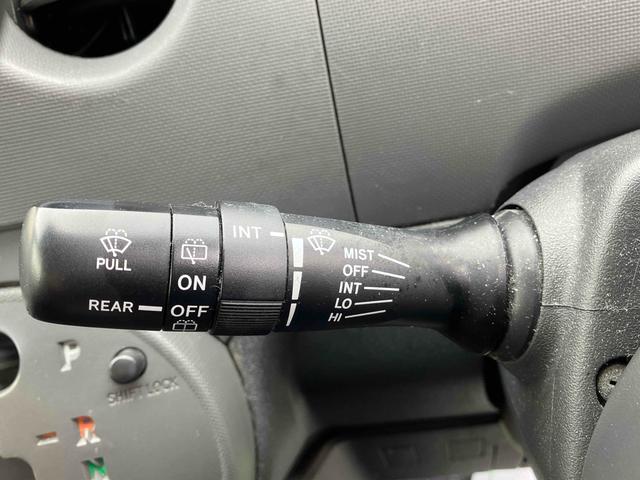 PULL
REAR
ON
OFF
INT
MIST
OFF
INT
LO
HI
P
SHIFT LOCK
R
N